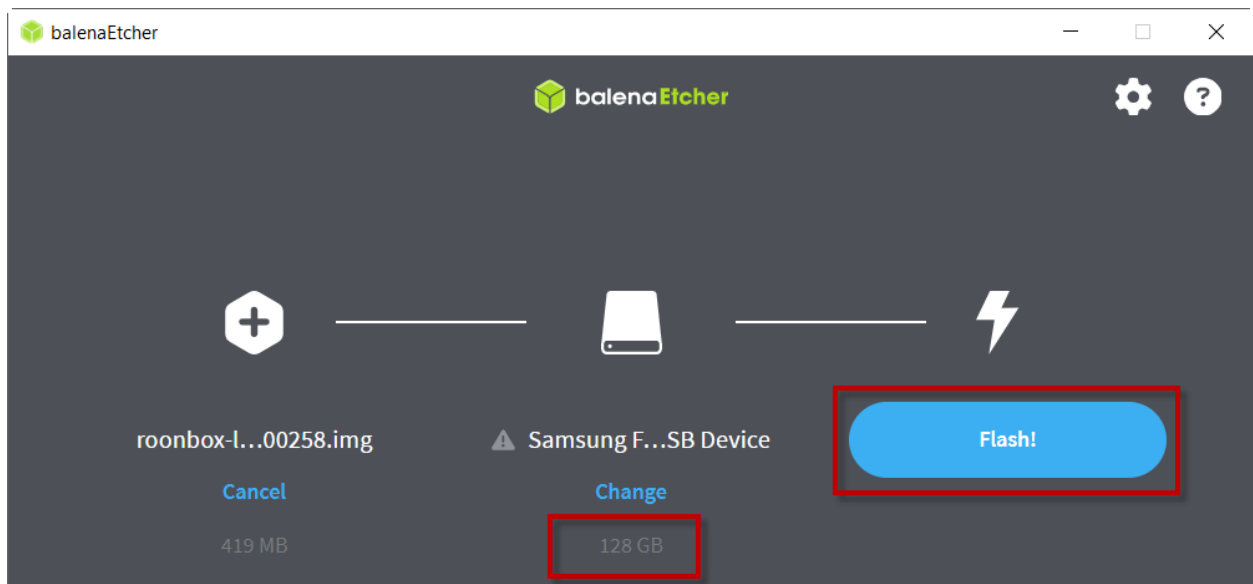 balenaEtcher
balenaEtcher
roonbox-l...00258.img
Samsung F...SB Device
Flash!
Cancel
Change
419 MB
128 GB